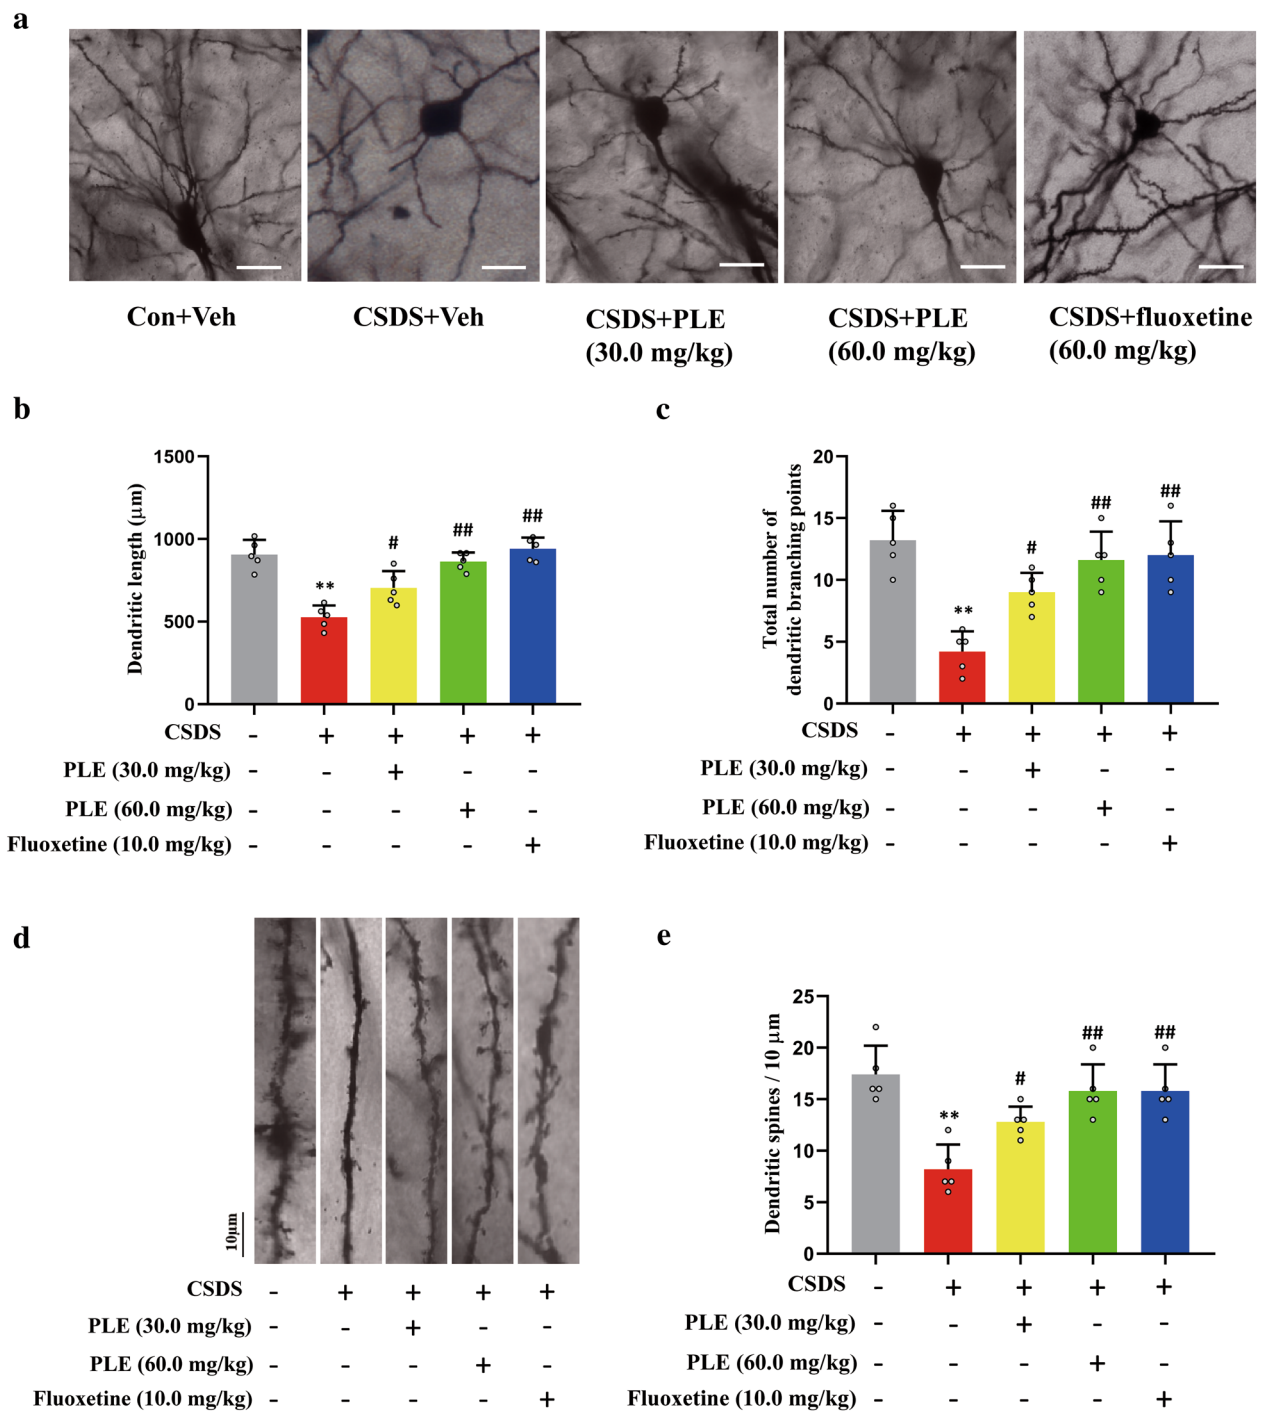 a
Con+Veh
CSDS+Veh
CSDS+PLE
(30.0 mg/kg)
CSDS+PLE
(60.0 mg/kg)
CSDS+fluoxetine
(60.0 mg/kg)
b
Dendritic length (μm)
1500
1000
500
0
**
#
##
##
CSDS - + + + +
PLE (30.0 mg/kg) - - + - -
PLE (60.0 mg/kg) - - - + -
Fluoxetine (10.0 mg/kg) - - - - +
c
Total number of
dendritic branching points
20
15
10
5
0
**
#
##
##
CSDS - + + + +
PLE (30.0 mg/kg) - - + - -
PLE (60.0 mg/kg) - - - + -
Fluoxetine (10.0 mg/kg) - - - - +
d
10μm
CSDS - + + + +
PLE (30.0 mg/kg) - - + - -
PLE (60.0 mg/kg) - - - + -
Fluoxetine (10.0 mg/kg) - - - - +
e
Dendritic spines / 10 μm
25
20
15
10
5
0
**
#
##
##
CSDS - + + + +
PLE (30.0 mg/kg) - - + - -
PLE (60.0 mg/kg) - - - + -
Fluoxetine (10.0 mg/kg) - - - - +